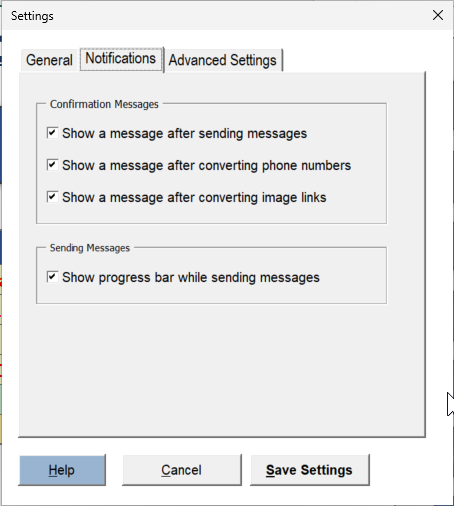 Settings
General Notifications Advanced Settings
Confirmation Messages
Show a message after sending messages
Show a message after converting phone numbers
Show a message after converting image links
Sending Messages
Show progress bar while sending messages
Help Cancel Save Settings